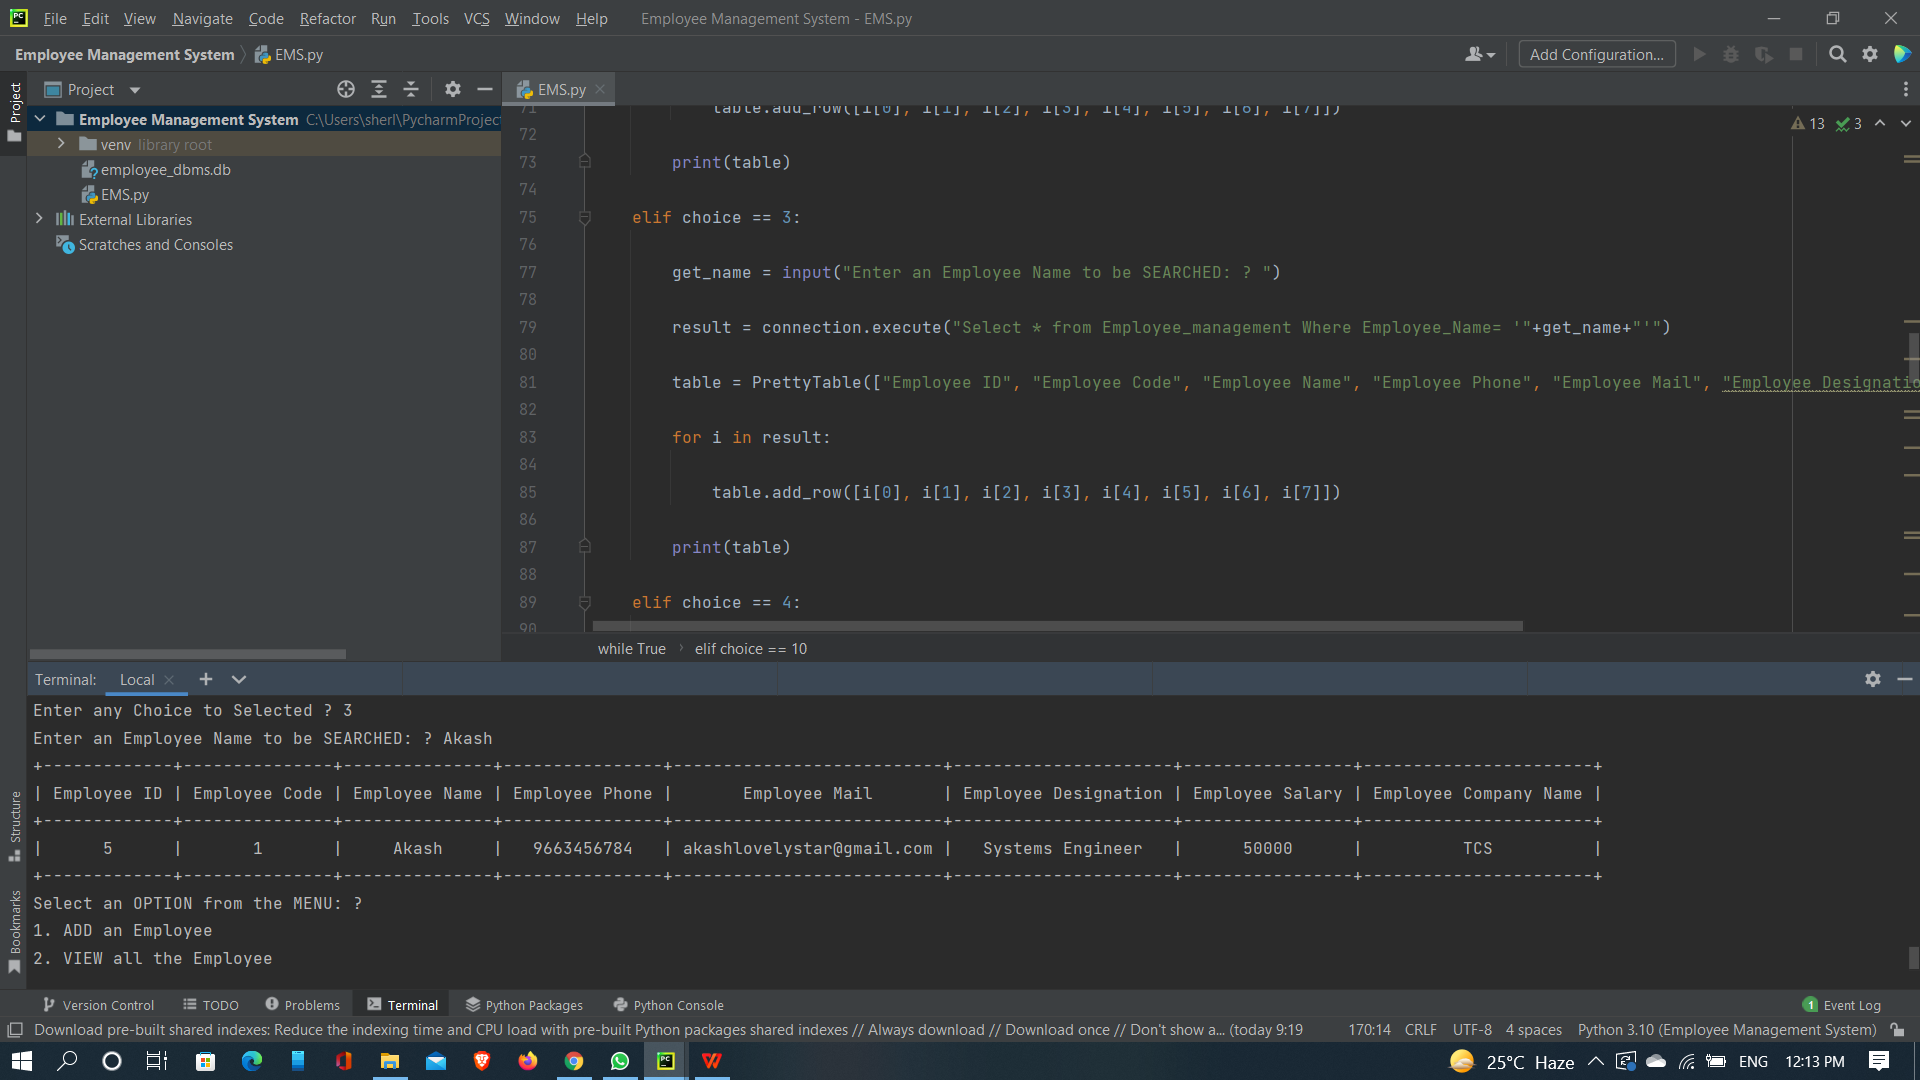 File Edit View Navigate Code Refactor Run Tools VCS Window Help Employee Management System - EMS.py
Employee Management System EMS.py Add Configuration...
Project
Project
Employee Management System C:\Users\sherl\PycharmProjec
venv library root
employee_dbms.db
EMS.py
External Libraries
Scratches and Consoles
EMS.py
13 3
71 table.add_row([i[0], i[1], i[2], i[3], i[4], i[5], i[6], i[7]])
72
73 print(table)
74
75 elif choice == 3:
76
77 get_name = input("Enter an Employee Name to be SEARCHED: ? ")
78
79 result = connection.execute("Select * from Employee_management Where Employee_Name= '"+get_name+"'")
80
81 table = PrettyTable(["Employee ID", "Employee Code", "Employee Name", "Employee Phone", "Employee Mail", "Employee Designatio
82
83 for i in result:
84
85 table.add_row([i[0], i[1], i[2], i[3], i[4], i[5], i[6], i[7]])
86
87 print(table)
88
89 elif choice == 4:
90
while True elif choice == 10
Terminal: Local
Enter any Choice to Selected ? 3
Enter an Employee Name to be SEARCHED: ? Akash
+-------------+---------------+---------------+----------------+---------------------------+----------------------+-----------------+-----------------------+
| Employee ID | Employee Code | Employee Name | Employee Phone |       Employee Mail       | Employee Designation | Employee Salary | Employee Company Name |
+-------------+---------------+---------------+----------------+---------------------------+----------------------+-----------------+-----------------------+
|      5      |       1       |     Akash     |   9663456784   | akashlovelystar@gmail.com |   Systems Engineer   |      50000      |          TCS          |
+-------------+---------------+---------------+----------------+---------------------------+----------------------+-----------------+-----------------------+
Select an OPTION from the MENU: ?
1. ADD an Employee
2. VIEW all the Employee
Structure
Bookmarks
Version Control TODO Problems Terminal Python Packages Python Console 1 Event Log
Download pre-built shared indexes: Reduce the indexing time and CPU load with pre-built Python packages shared indexes // Always download // Download once // Don't show a... (today 9:19 170:14 CRLF UTF-8 4 spaces Python 3.10 (Employee Management System)
25°C Haze ENG 12:13 PM